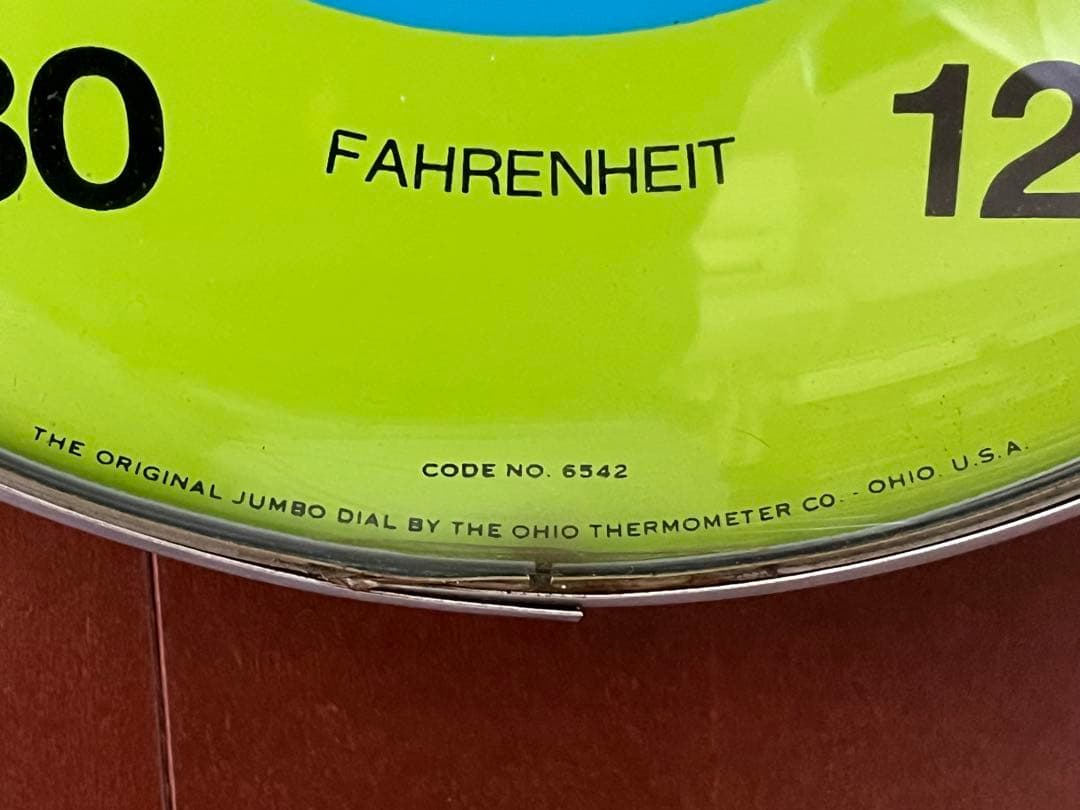 30
FAHRENHEIT
12
CODE NO. 6542
THE ORIGINAL JUMBO DIAL BY THE OHIO THERMOMETER CO. - OHIO. U.S.A.